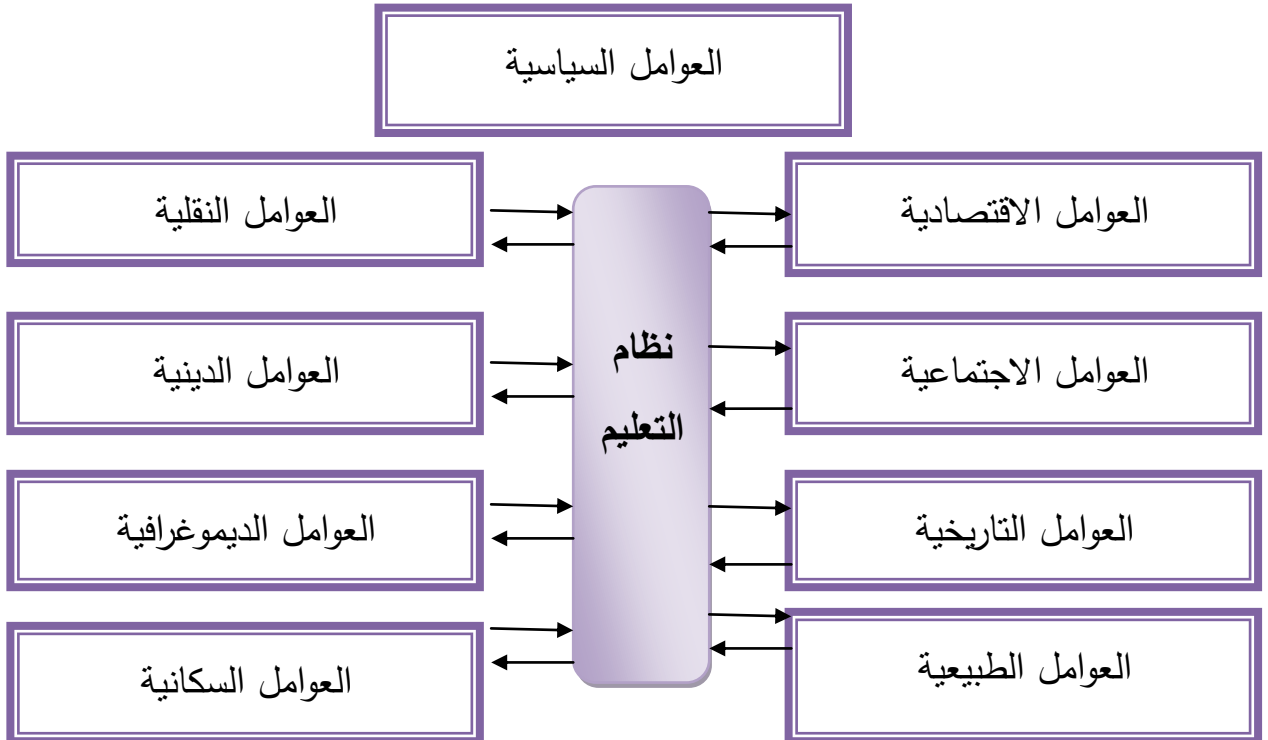 العوامل السياسية
العوامل الاقتصادية
العوامل النقلية
العوامل الاجتماعية
نظام
العوامل الدينية
التعليم
العوامل التاريخية
العوامل الديموغرافية
العوامل الطبيعية
العوامل السكانية